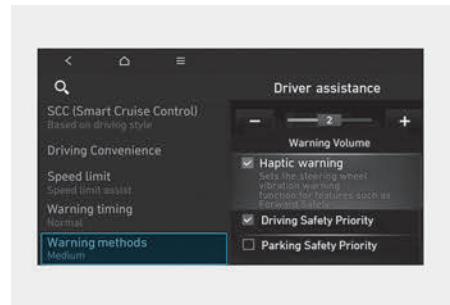 Driver assistance
SCC (Smart Cruise Control)
Based on driving style
Driving Convenience
Speed limit
Speed limit assist
Warning timing
Normal
Warning methods
Medium
– 2 +
Warning Volume
Haptic warning
Sets the steering wheel
vibration warning
function for features such as
Forward Safety
Driving Safety Priority
Parking Safety Priority